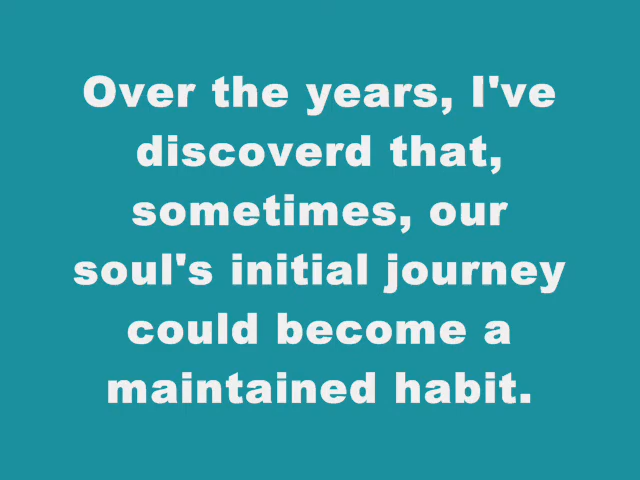 Over the years, I've
discoverd that,
sometimes, our
soul's initial journey
could become a
maintained habit.